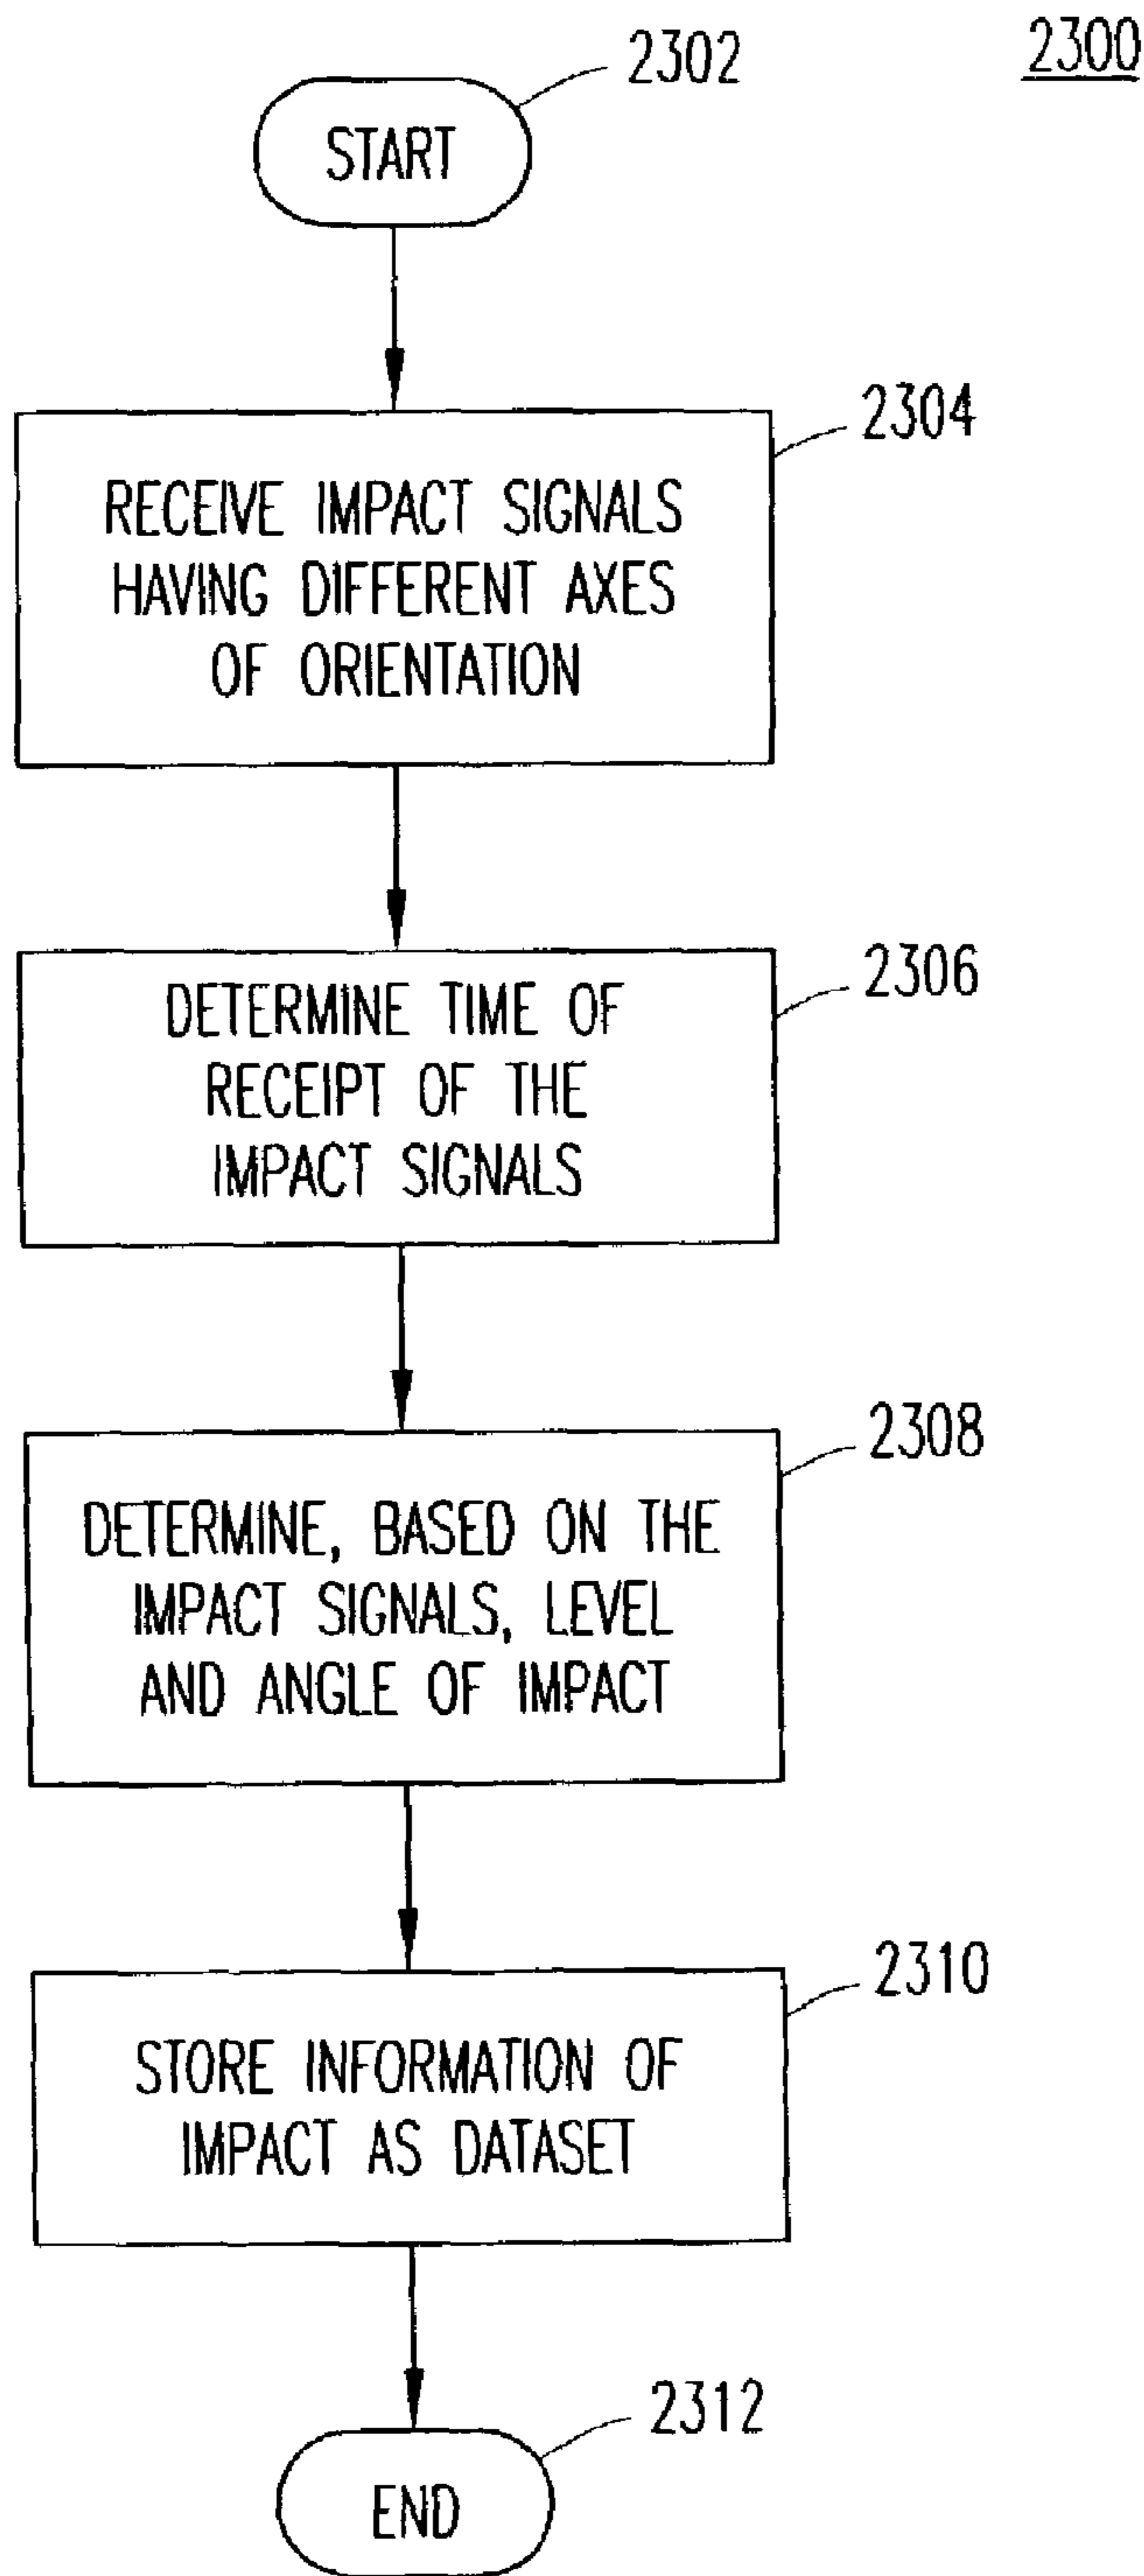 2300
2302
START
2304
RECEIVE IMPACT SIGNALS
HAVING DIFFERENT AXES
OF ORIENTATION
2306
DETERMINE TIME OF
RECEIPT OF THE
IMPACT SIGNALS
2308
DETERMINE, BASED ON THE
IMPACT SIGNALS, LEVEL
AND ANGLE OF IMPACT
2310
STORE INFORMATION OF
IMPACT AS DATASET
2312
END